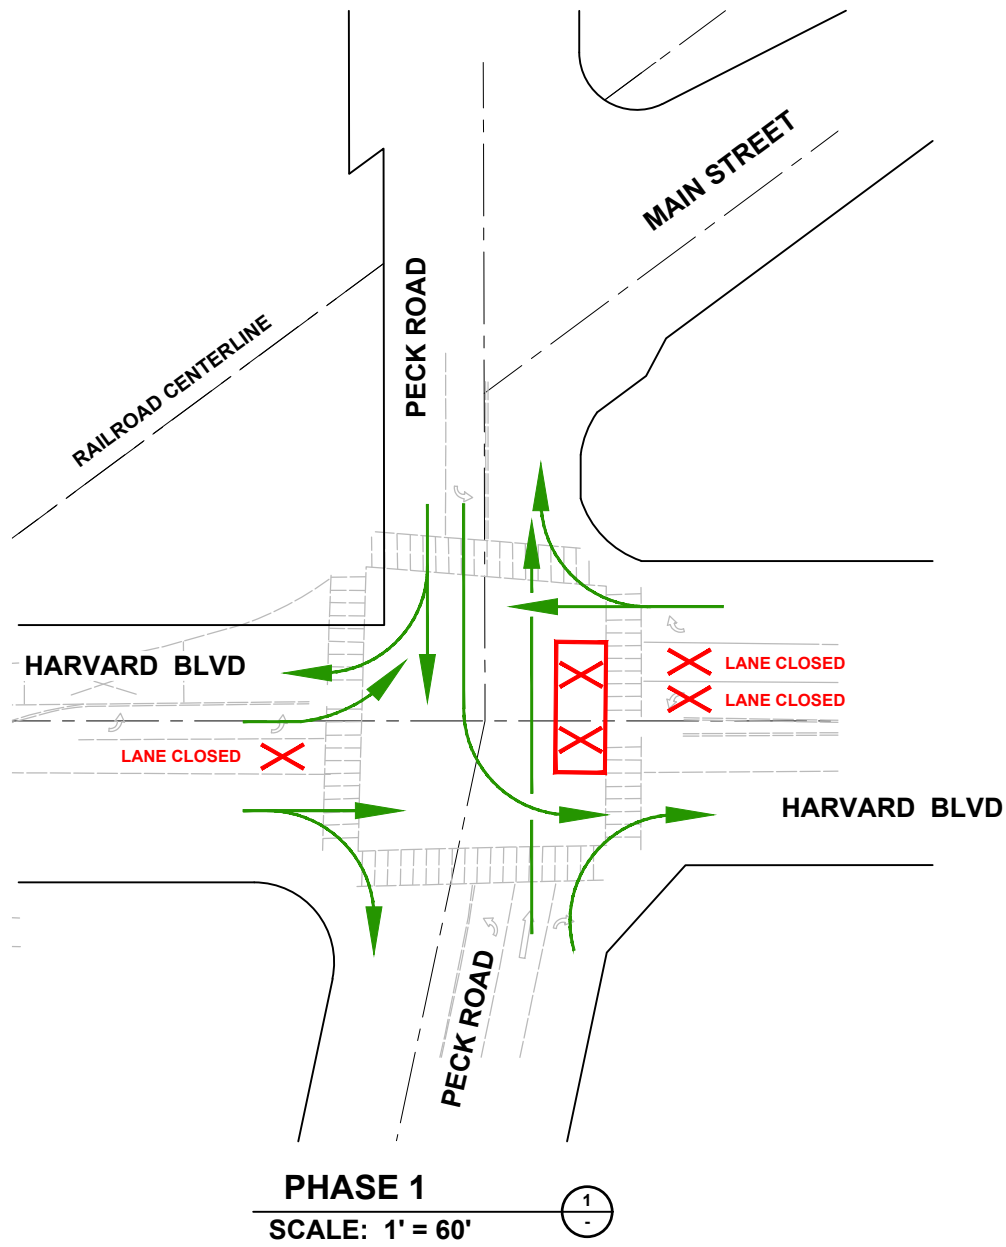 MAIN STREET
PECK ROAD
RAILROAD CENTERLINE
HARVARD  BLVD
LANE CLOSED
LANE CLOSED
LANE CLOSED
HARVARD  BLVD
PECK ROAD
PHASE 1
1
-
SCALE:  1' = 60'